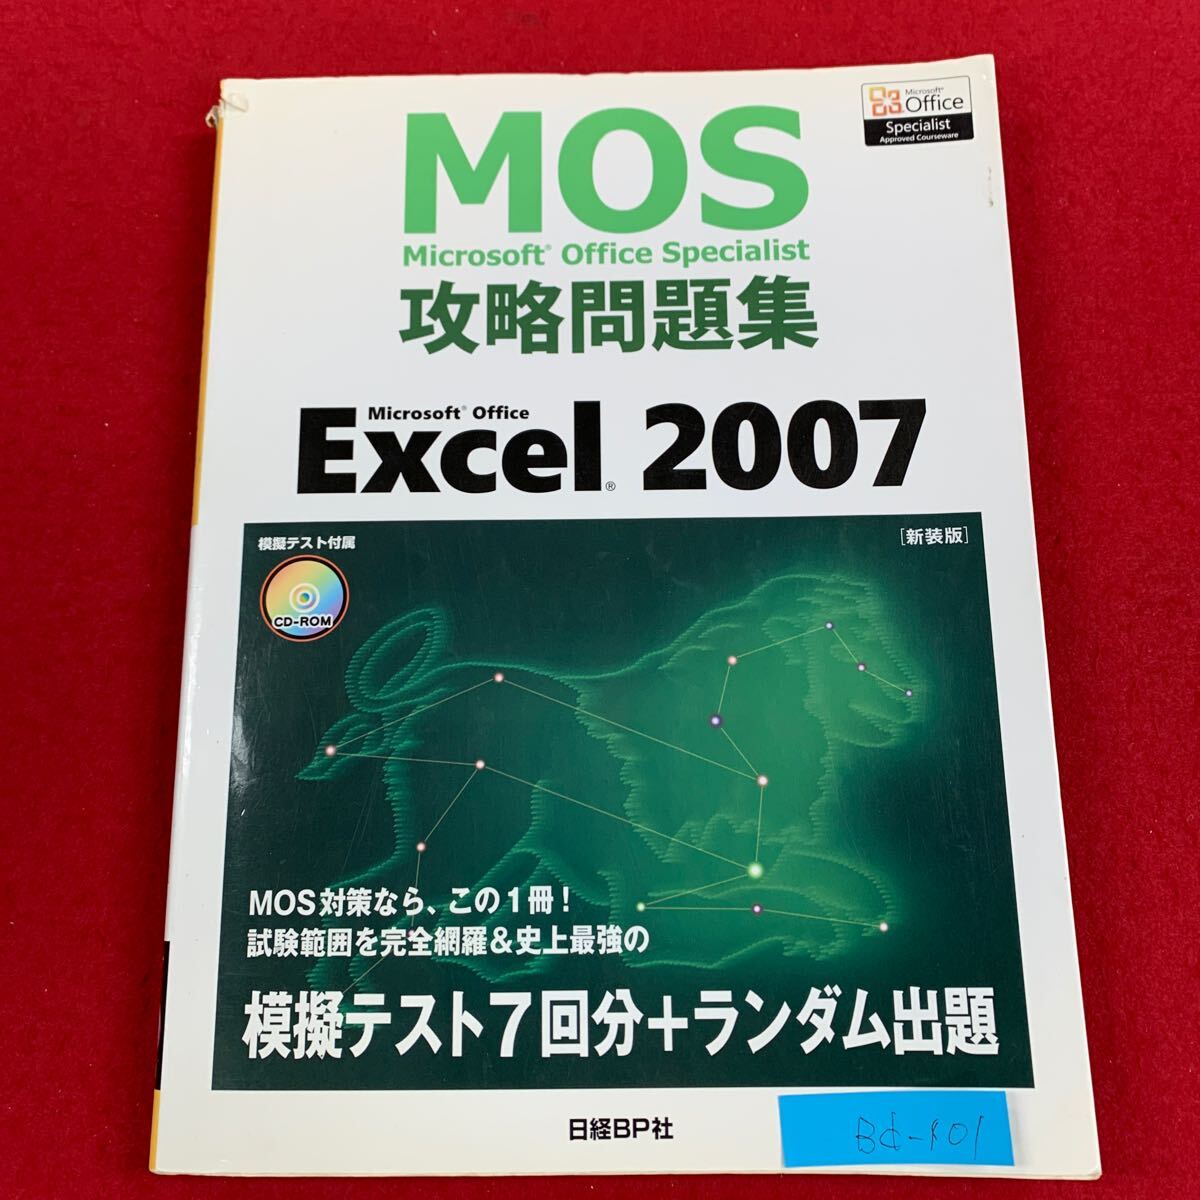 Microsoft®
Office
Specialist
Approved Courseware
MOS
Microsoft® Office Specialist
攻略問題集
Microsoft® Office
Excel® 2007
模擬テスト付属
[新装版]
CD-ROM
MOS対策なら、この1冊!
試験範囲を完全網羅&史上最強の
模擬テスト7回分+ランダム出題
日経BP社